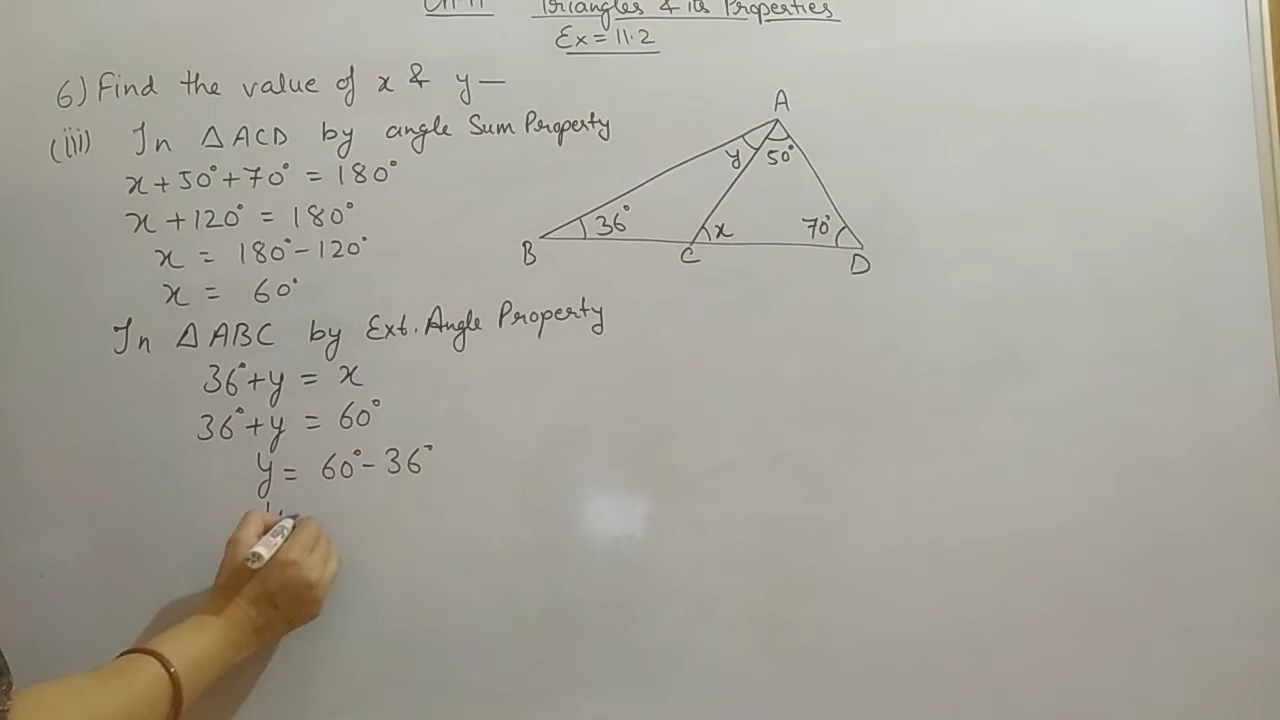 Triangles & its Properties
Ex = 11.2
6) Find the value of x & y —
(iii) In △ACD by angle Sum Property
x + 50° + 70° = 180°
x + 120° = 180°
x = 180° - 120°
x = 60°
In △ABC by Ext. Angle Property
36° + y = x
36° + y = 60°
y = 60° - 36°
A
y 50°
36° x 70°
B C D